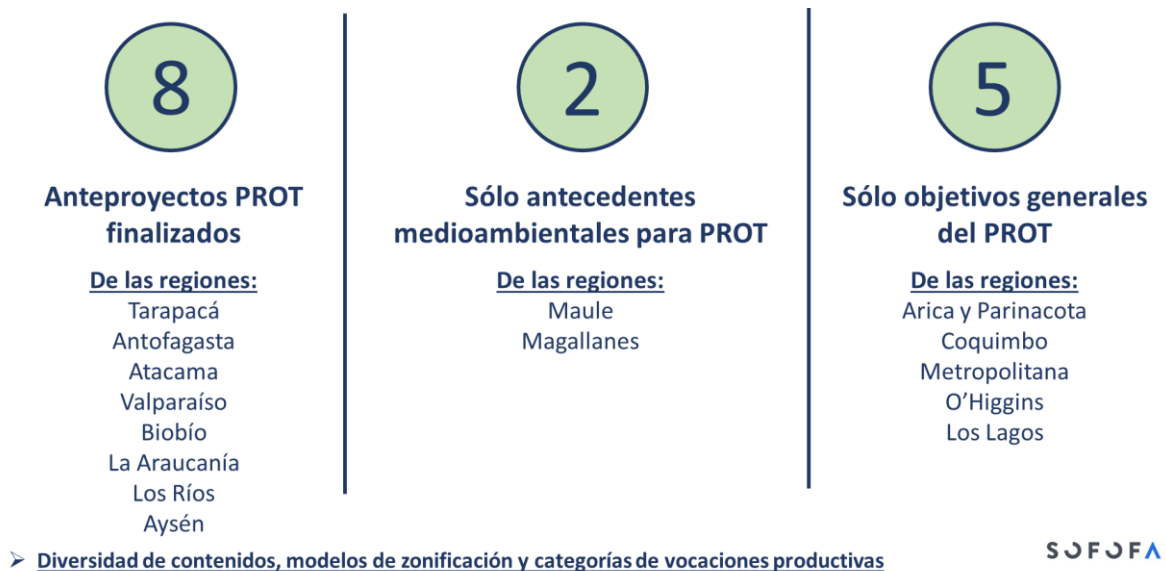 8
Anteproyectos PROT
finalizados
De las regiones:
Tarapacá
Antofagasta
Atacama
Valparaíso
Biobío
La Araucanía
Los Ríos
Aysén
2
Sólo antecedentes
medioambientales para PROT
De las regiones:
Maule
Magallanes
5
Sólo objetivos generales
del PROT
De las regiones:
Arica y Parinacota
Coquimbo
Metropolitana
O’Higgins
Los Lagos
➢ Diversidad de contenidos, modelos de zonificación y categorías de vocaciones productivas
SOFOFA